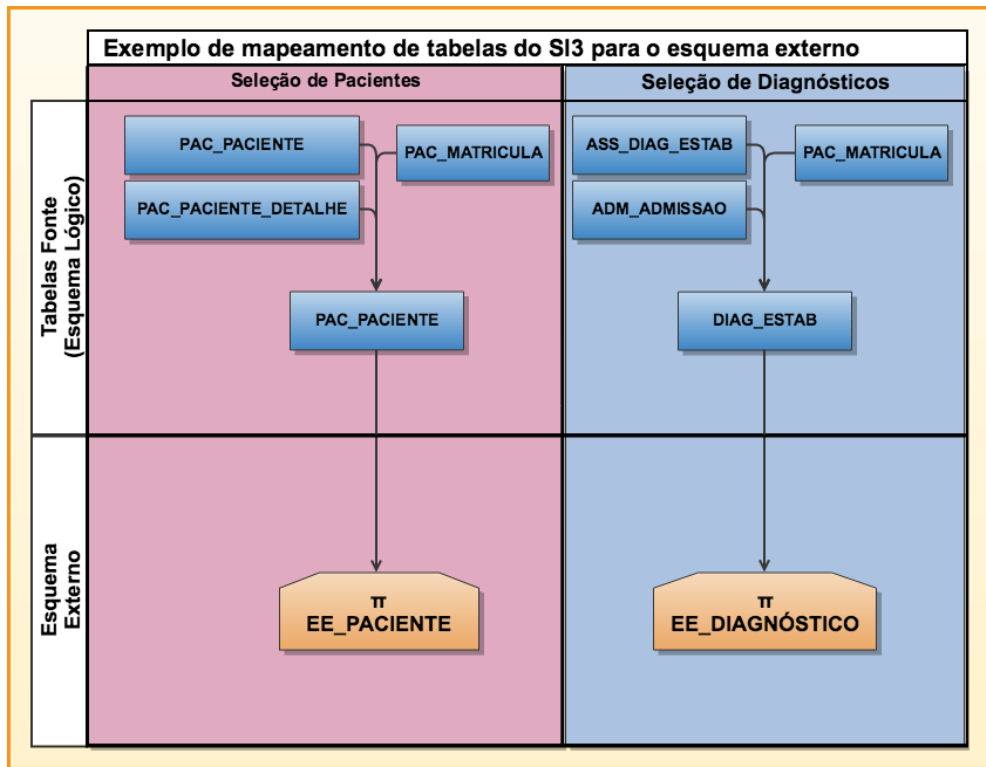 Exemplo de mapeamento de tabelas do SI3 para o esquema externo
Seleção de Pacientes
Seleção de Diagnósticos
Tabelas Fonte
(Esquema Lógico)
PAC_PACIENTE
PAC_MATRICULA
PAC_PACIENTE_DETALHE
PAC_PACIENTE
ASS_DIAG_ESTAB
PAC_MATRICULA
ADM_ADMISSAO
DIAG_ESTAB
Esquema
Externo
π
EE_PACIENTE
π
EE_DIAGNÓSTICO